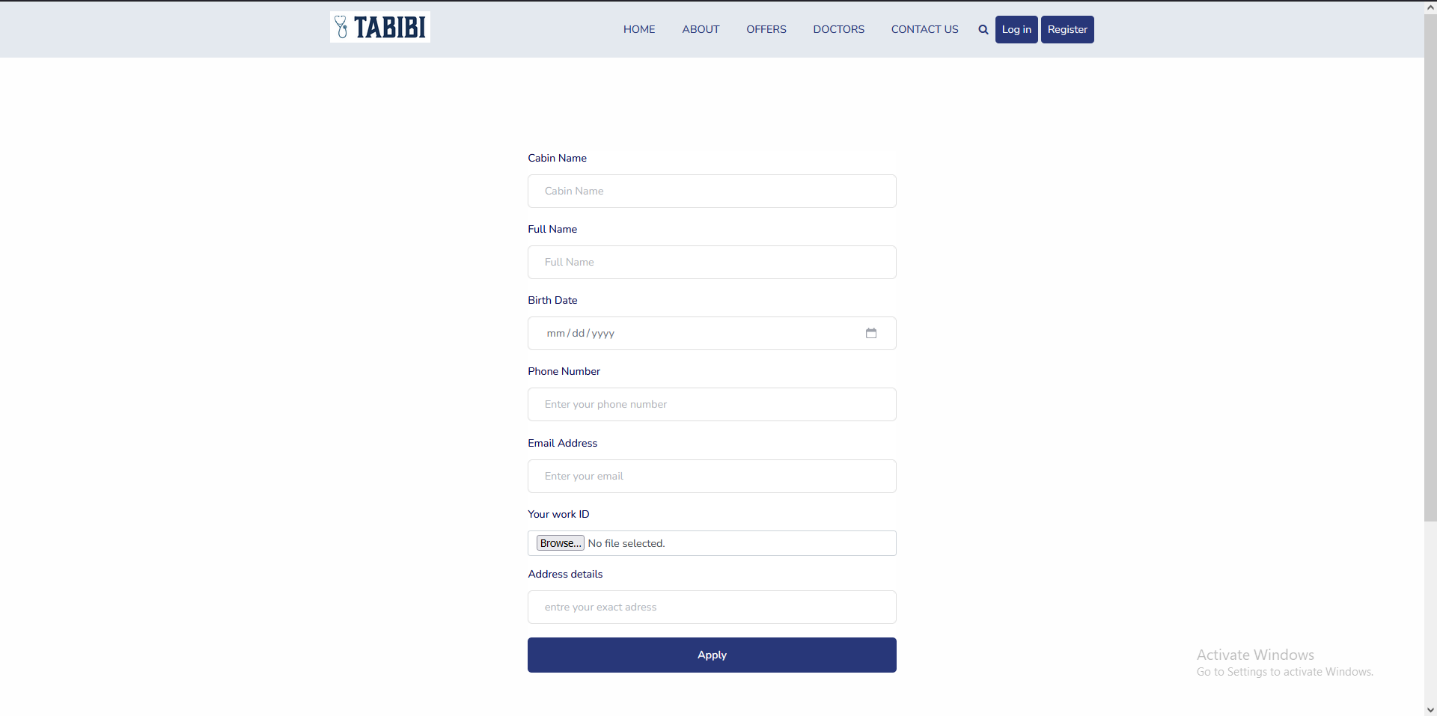 TABIBI
HOME ABOUT OFFERS DOCTORS CONTACT US Log in Register
Cabin Name
Cabin Name
Full Name
Full Name
Birth Date
mm/dd/yyyy
Phone Number
Enter your phone number
Email Address
Enter your email
Your work ID
Browse... No file selected.
Address details
entre your exact adress
Apply
Activate Windows
Go to Settings to activate Windows.